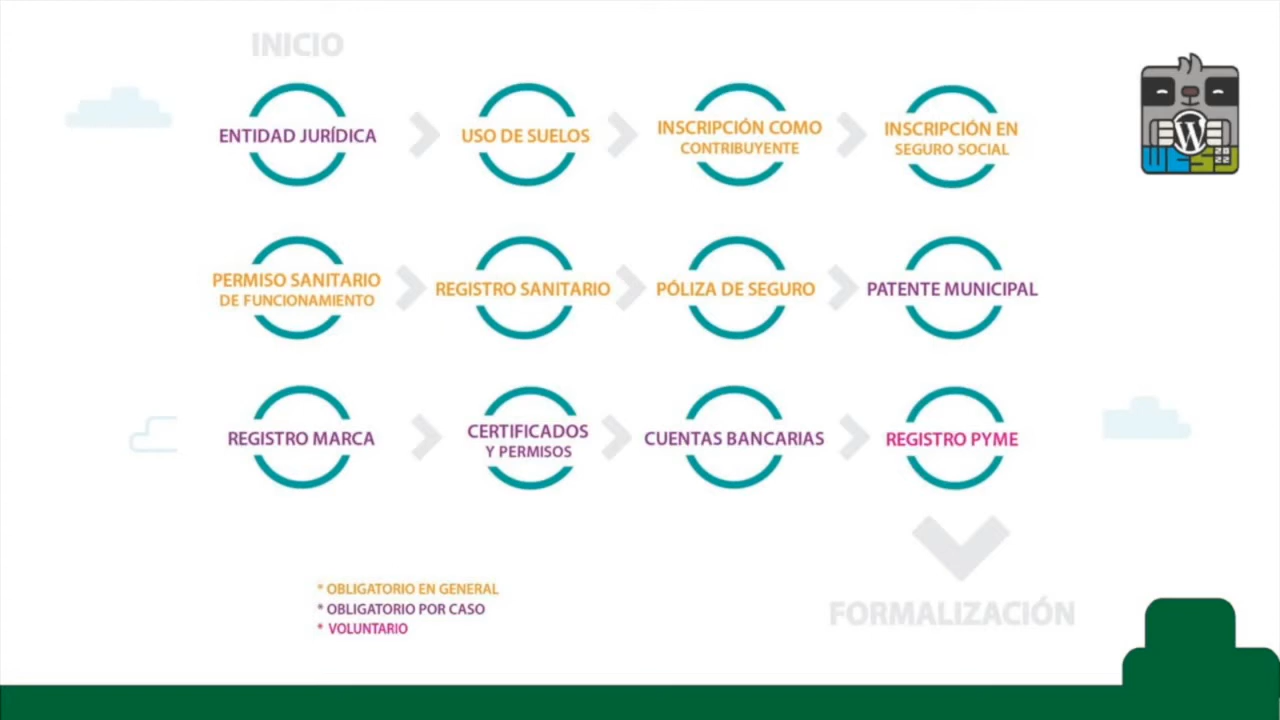 INICIO
ENTIDAD JURÍDICA
USO DE SUELOS
INSCRIPCIÓN COMO
CONTRIBUYENTE
INSCRIPCIÓN EN
SEGURO SOCIAL
PERMISO SANITARIO
DE FUNCIONAMIENTO
REGISTRO SANITARIO
PÓLIZA DE SEGURO
PATENTE MUNICIPAL
REGISTRO MARCA
CERTIFICADOS
Y PERMISOS
CUENTAS BANCARIAS
REGISTRO PYME
* OBLIGATORIO EN GENERAL
* OBLIGATORIO POR CASO
* VOLUNTARIO
FORMALIZACIÓN